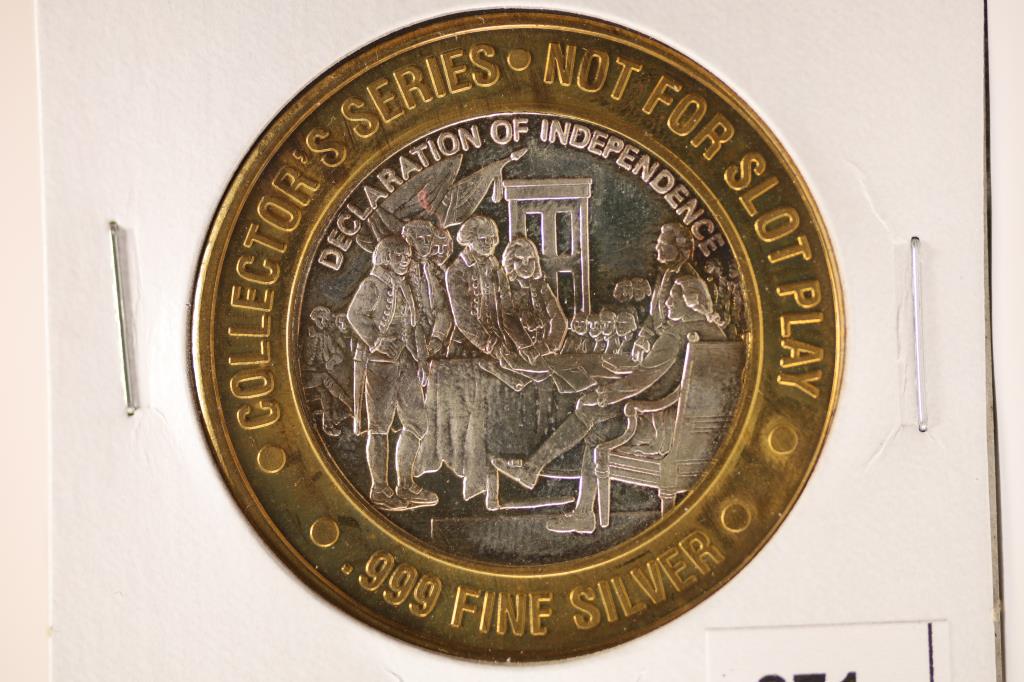 COLLECTOR'S SERIES • NOT FOR SLOT PLAY
DECLARATION OF INDEPENDENCE
.999 FINE SILVER